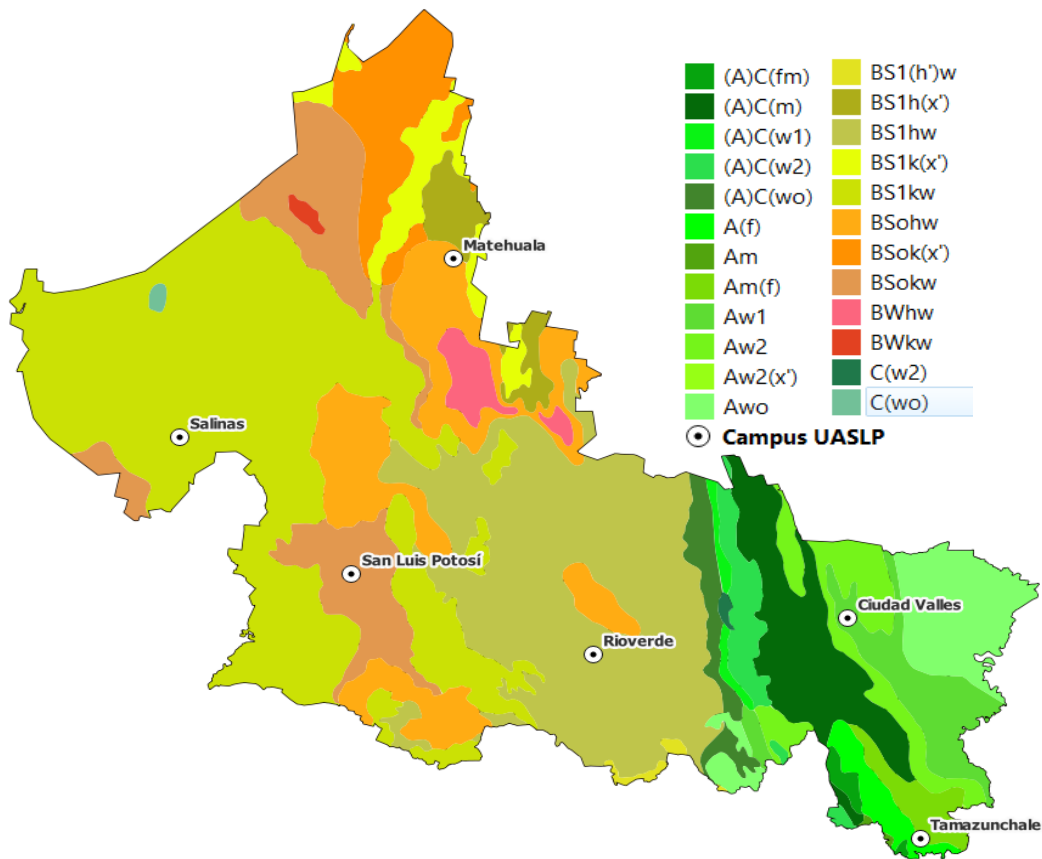 (A)C(fm)
(A)C(m)
(A)C(w1)
(A)C(w2)
(A)C(wo)
A(f)
Am
Am(f)
Aw1
Aw2
Aw2(x')
Awo
BS1(h')w
BS1h(x')
BS1hw
BS1k(x')
BS1kw
BSohw
BSok(x')
BSokw
BWhw
BWkw
C(w2)
C(wo)
Campus UASLP
Matehuala
Salinas
San Luis Potosí
Rioverde
Ciudad Valles
Tamazunchale